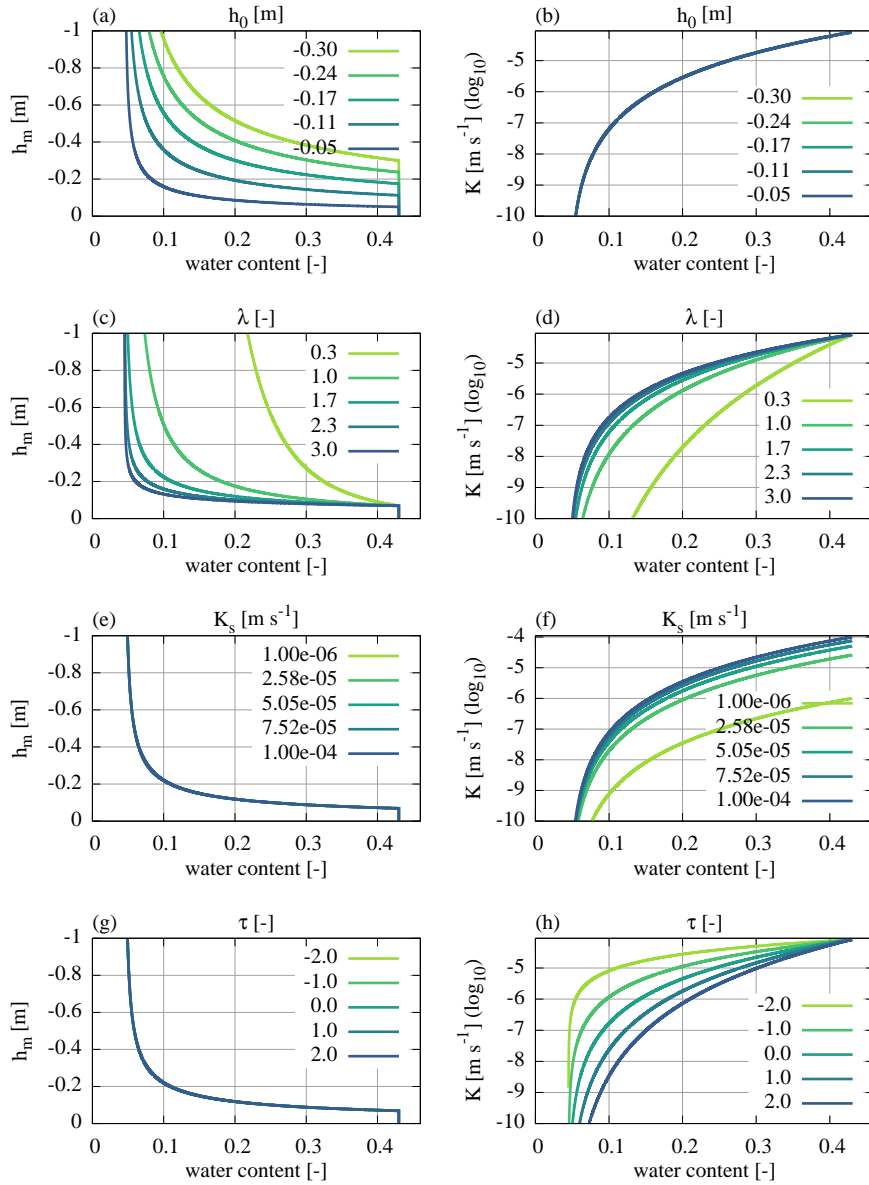 (a) h0 [m]
-1
-0.8
-0.6
-0.4
-0.2
0
hm [m]
-0.30
-0.24
-0.17
-0.11
-0.05
0 0.1 0.2 0.3 0.4
water content [-]
(b) h0 [m]
-5
-6
-7
-8
-9
-10
K [m s-1] (log10)
-0.30
-0.24
-0.17
-0.11
-0.05
0 0.1 0.2 0.3 0.4
water content [-]
(c) λ [-]
-1
-0.8
-0.6
-0.4
-0.2
0
hm [m]
0.3
1.0
1.7
2.3
3.0
0 0.1 0.2 0.3 0.4
water content [-]
(d) λ [-]
-5
-6
-7
-8
-9
-10
K [m s-1] (log10)
0.3
1.0
1.7
2.3
3.0
0 0.1 0.2 0.3 0.4
water content [-]
(e) Ks [m s-1]
-1
-0.8
-0.6
-0.4
-0.2
0
hm [m]
1.00e-06
2.58e-05
5.05e-05
7.52e-05
1.00e-04
0 0.1 0.2 0.3 0.4
water content [-]
(f) Ks [m s-1]
-4
-5
-6
-7
-8
-9
-10
K [m s-1] (log10)
1.00e-06
2.58e-05
5.05e-05
7.52e-05
1.00e-04
0 0.1 0.2 0.3 0.4
water content [-]
(g) τ [-]
-1
-0.8
-0.6
-0.4
-0.2
0
hm [m]
-2.0
-1.0
0.0
1.0
2.0
0 0.1 0.2 0.3 0.4
water content [-]
(h) τ [-]
-5
-6
-7
-8
-9
-10
K [m s-1] (log10)
-2.0
-1.0
0.0
1.0
2.0
0 0.1 0.2 0.3 0.4
water content [-]